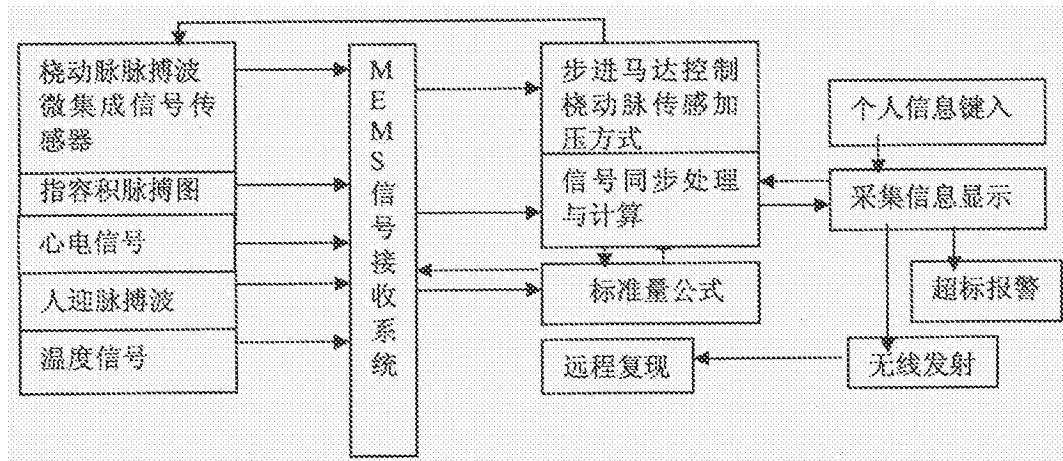 桡动脉脉搏波
微集成信号传
感器
指容积脉搏图
心电信号
人迎脉搏波
温度信号
MEMS信号接收系统
步进马达控制
桡动脉传感加
压方式
信号同步处理
与计算
标准量公式
远程复现
个人信息键入
采集信息显示
超标报警
无线发射